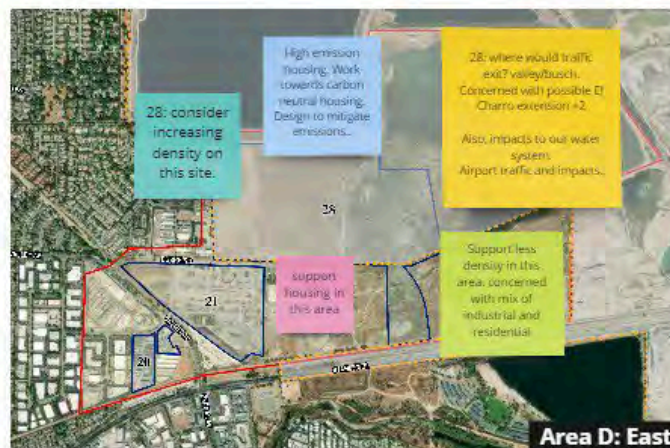 High emission
housing. Work
towards carbon
neutral housing.
Design to mitigate
emissions..
28: where would traffic
exit? valley/busch.
Concerned with possible El
Charro extension +2
Also, impacts to our water
system
Airport traffic and impacts..
28: consider
increasing
density on
this site.
28
support
housing in
this area
Support less
density in this
area, concerned
with mix of
industrial and
residential
21
Area D: East